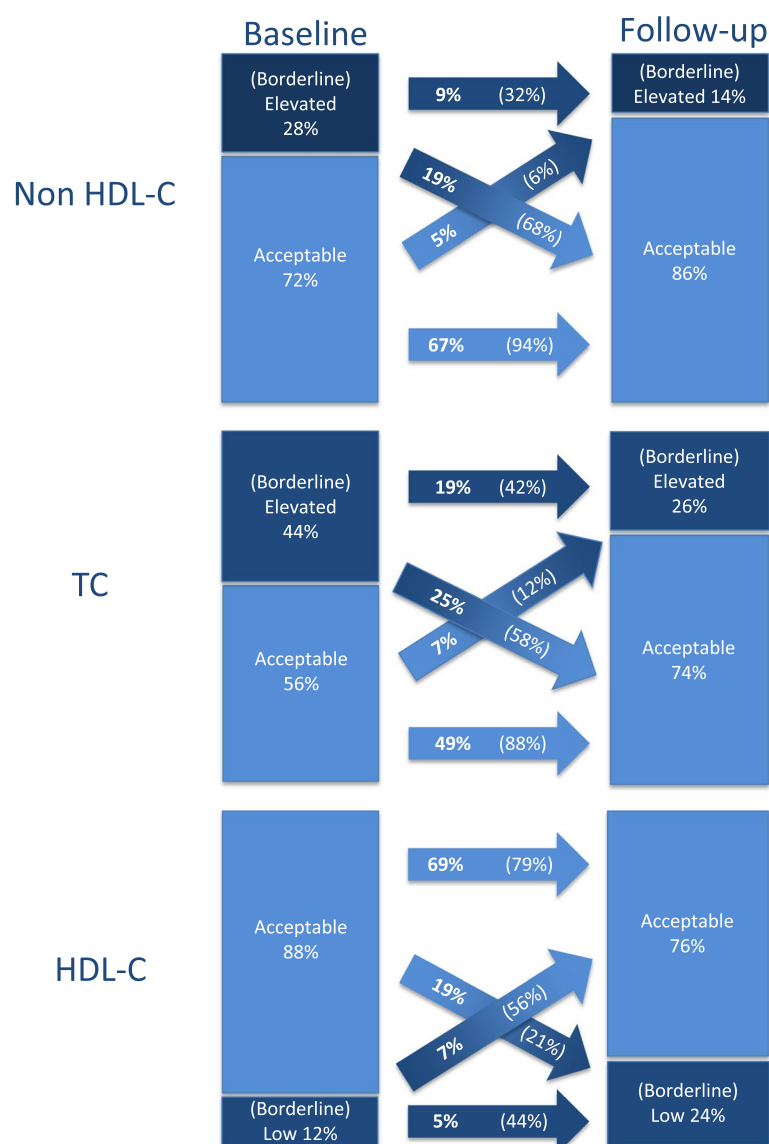 Baseline
Follow-up
Non HDL-C
(Borderline)
Elevated
28%
Acceptable
72%
9% (32%)
19% (68%)
5% (6%)
67% (94%)
(Borderline)
Elevated 14%
Acceptable
86%
TC
(Borderline)
Elevated
44%
Acceptable
56%
19% (42%)
25% (58%)
7% (12%)
49% (88%)
(Borderline)
Elevated
26%
Acceptable
74%
HDL-C
Acceptable
88%
(Borderline)
Low 12%
69% (79%)
19% (21%)
7% (56%)
5% (44%)
Acceptable
76%
(Borderline)
Low 24%